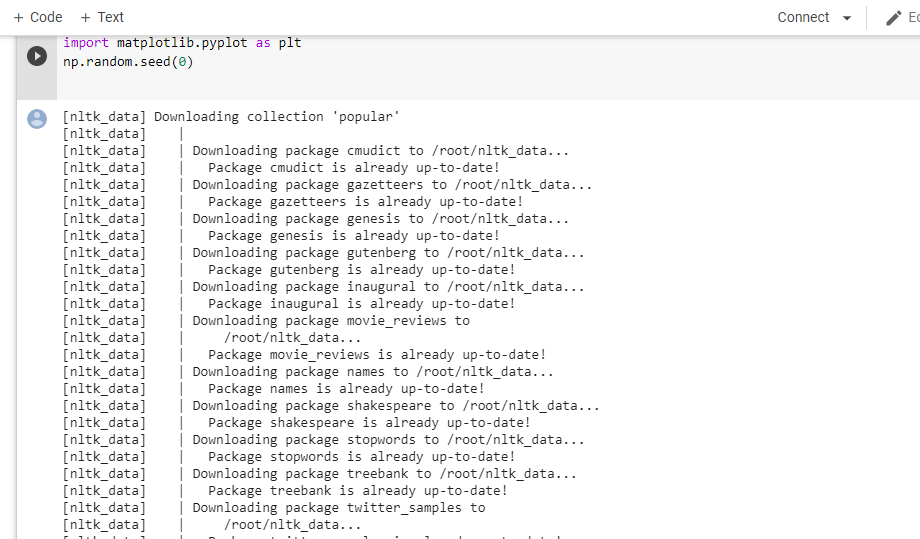 + Code + Text Connect
import matplotlib.pyplot as plt
np.random.seed(0)
[nltk_data] Downloading collection 'popular'
[nltk_data]    |
[nltk_data]    | Downloading package cmudict to /root/nltk_data...
[nltk_data]    |   Package cmudict is already up-to-date!
[nltk_data]    | Downloading package gazetteers to /root/nltk_data...
[nltk_data]    |   Package gazetteers is already up-to-date!
[nltk_data]    | Downloading package genesis to /root/nltk_data...
[nltk_data]    |   Package genesis is already up-to-date!
[nltk_data]    | Downloading package gutenberg to /root/nltk_data...
[nltk_data]    |   Package gutenberg is already up-to-date!
[nltk_data]    | Downloading package inaugural to /root/nltk_data...
[nltk_data]    |   Package inaugural is already up-to-date!
[nltk_data]    | Downloading package movie_reviews to
[nltk_data]    |     /root/nltk_data...
[nltk_data]    |   Package movie_reviews is already up-to-date!
[nltk_data]    | Downloading package names to /root/nltk_data...
[nltk_data]    |   Package names is already up-to-date!
[nltk_data]    | Downloading package shakespeare to /root/nltk_data...
[nltk_data]    |   Package shakespeare is already up-to-date!
[nltk_data]    | Downloading package stopwords to /root/nltk_data...
[nltk_data]    |   Package stopwords is already up-to-date!
[nltk_data]    | Downloading package treebank to /root/nltk_data...
[nltk_data]    |   Package treebank is already up-to-date!
[nltk_data]    | Downloading package twitter_samples to
[nltk_data]    |     /root/nltk_data...